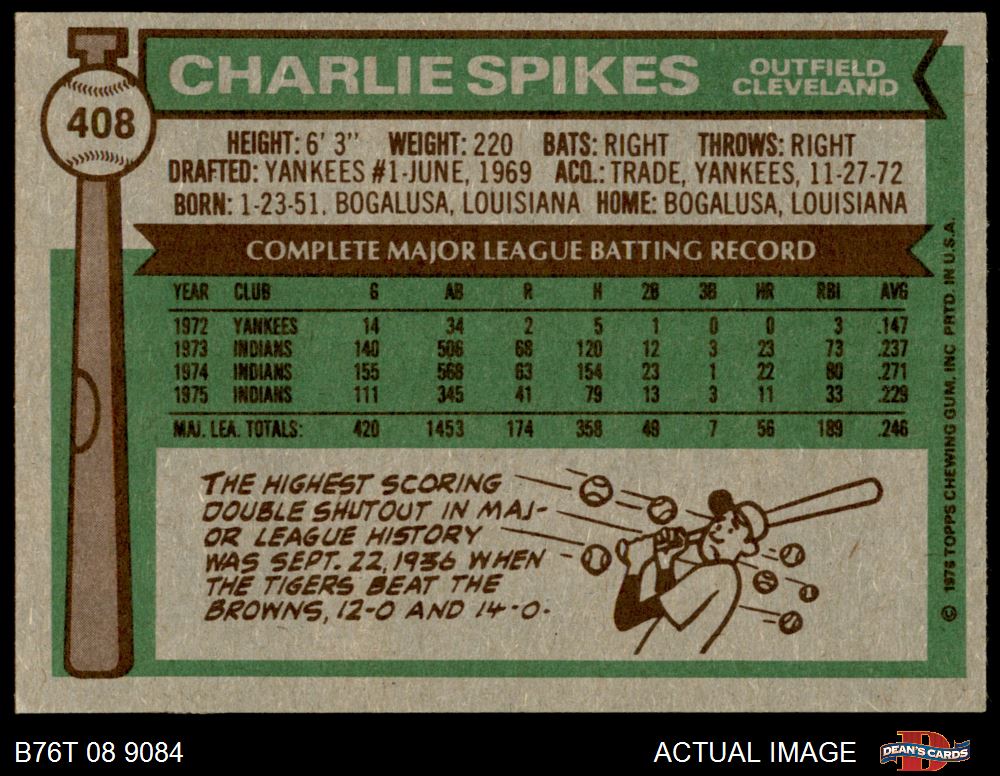 CHARLIE SPIKES
OUTFIELD
CLEVELAND
408
HEIGHT: 6' 3" WEIGHT: 220 BATS: RIGHT THROWS: RIGHT
DRAFTED: YANKEES #1-JUNE, 1969 ACQ.: TRADE, YANKEES, 11-27-72
BORN: 1-23-51, BOGALUSA, LOUISIANA HOME: BOGALUSA, LOUISIANA
COMPLETE MAJOR LEAGUE BATTING RECORD
YEAR CLUB G AB R H 2B 3B HR RBI AVG
1972 YANKEES 14 34 2 5 1 0 0 3 .147
1973 INDIANS 140 506 68 120 12 3 23 73 .237
1974 INDIANS 155 568 63 154 23 1 22 80 .271
1975 INDIANS 111 345 41 79 13 3 11 33 .229
MAJ. LEA. TOTALS: 420 1453 174 358 49 7 56 189 .246
THE HIGHEST SCORING
DOUBLE SHUTOUT IN MAJ-
OR LEAGUE HISTORY
WAS SEPT. 22, 1936 WHEN
THE TIGERS BEAT THE
BROWNS, 12-0 AND 14-0.
© 1976 TOPPS CHEWING GUM, INC PRTD. IN U.S.A.
B76T 08 9084
ACTUAL IMAGE
D
DEAN'S CARDS